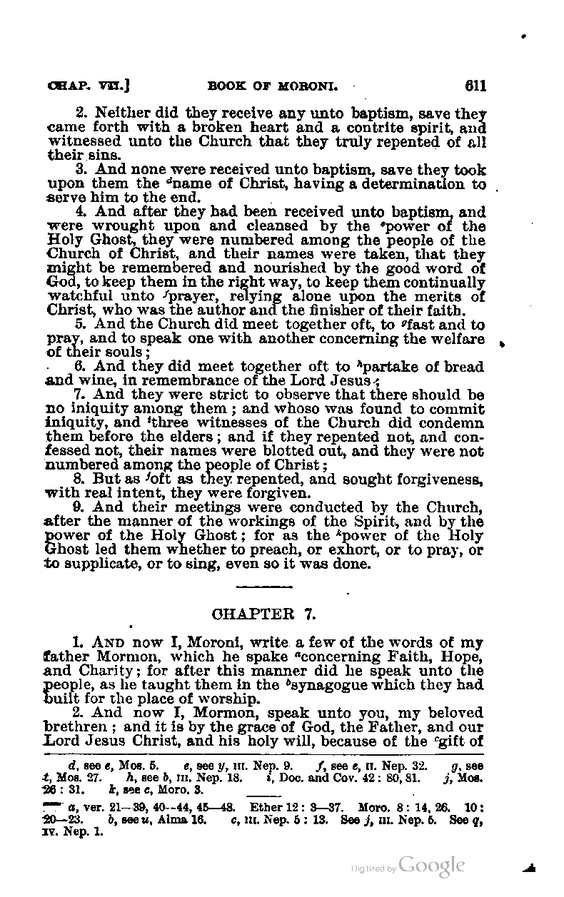 CHAP. VII.] BOOK OF MORONI. 611
2. Neither did they receive any unto baptism, save they
came forth with a broken heart and a contrite spirit, and
witnessed unto the Church that they truly repented of all
their sins.
3. And none were received unto baptism, save they took
upon them the dname of Christ, having a determination to
serve him to the end.
4. And after they had been received unto baptism, and
were wrought upon and cleansed by the epower of the
Holy Ghost, they were numbered among the people of the
Church of Christ, and their names were taken, that they
might be remembered and nourished by the good word of
God, to keep them in the right way, to keep them continually
watchful unto fprayer, relying alone upon the merits of
Christ, who was the author and the finisher of their faith.
5. And the Church did meet together oft, to gfast and to
pray, and to speak one with another concerning the welfare
of their souls;
6. And they did meet together oft to hpartake of bread
and wine, in remembrance of the Lord Jesus;
7. And they were strict to observe that there should be
no iniquity among them; and whoso was found to commit
iniquity, and ithree witnesses of the Church did condemn
them before the elders; and if they repented not, and con-
fessed not, their names were blotted out, and they were not
numbered among the people of Christ;
8. But as joft as they repented, and sought forgiveness,
with real intent, they were forgiven.
9. And their meetings were conducted by the Church,
after the manner of the workings of the Spirit, and by the
power of the Holy Ghost; for as the kpower of the Holy
Ghost led them whether to preach, or exhort, or to pray, or
to supplicate, or to sing, even so it was done.
CHAPTER 7.
1. AND now I, Moroni, write a few of the words of my
father Mormon, which he spake aconcerning Faith, Hope,
and Charity; for after this manner did he speak unto the
people, as he taught them in the bsynagogue which they had
built for the place of worship.
2. And now I, Mormon, speak unto you, my beloved
brethren; and it is by the grace of God, the Father, and our
Lord Jesus Christ, and his holy will, because of the cgift of
d, see e, Mos. 5. e, see y, III. Nep. 9. f, see e, II. Nep. 32. g, see
t, Mos. 27. h, see b, III. Nep. 18. i, Doc. and Cov. 42: 80, 81. j, Mos.
26: 31. k, see c, Moro. 3.
a, ver. 21—39, 40—44, 45—48. Ether 12: 3—37. Moro. 8: 14, 26. 10:
20—23. b, see u, Alma 16. c, III. Nep. 5: 13. See j, III. Nep. 5. See q,
IV. Nep. 1.
Digitized by Google